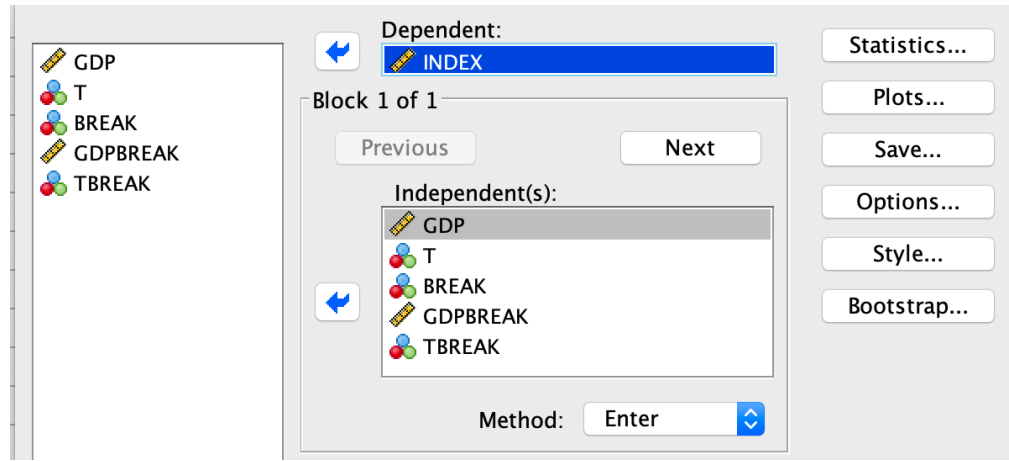 GDP
T
BREAK
GDPBREAK
TBREAK
Dependent:
INDEX
Block 1 of 1
Previous
Next
Independent(s):
GDP
T
BREAK
GDPBREAK
TBREAK
Method:
Enter
Statistics...
Plots...
Save...
Options...
Style...
Bootstrap...